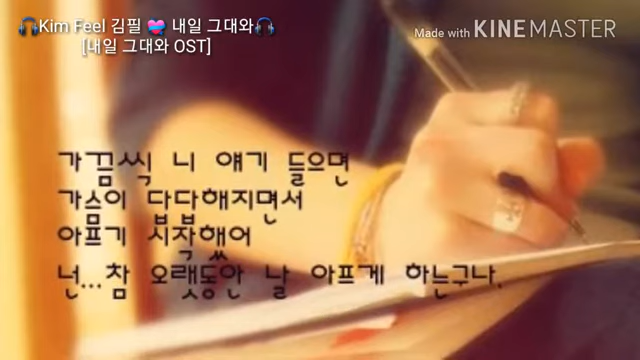 🎧Kim Feel 김필 💝 내일 그대와🎧
[내일 그대와 OST]
Made with KINEMASTER
가끔씩 니 얘기 들으면
가슴이 답답해지면서
아프기 시작했어
넌...참 오랫동안 날 아프게 하는구나.